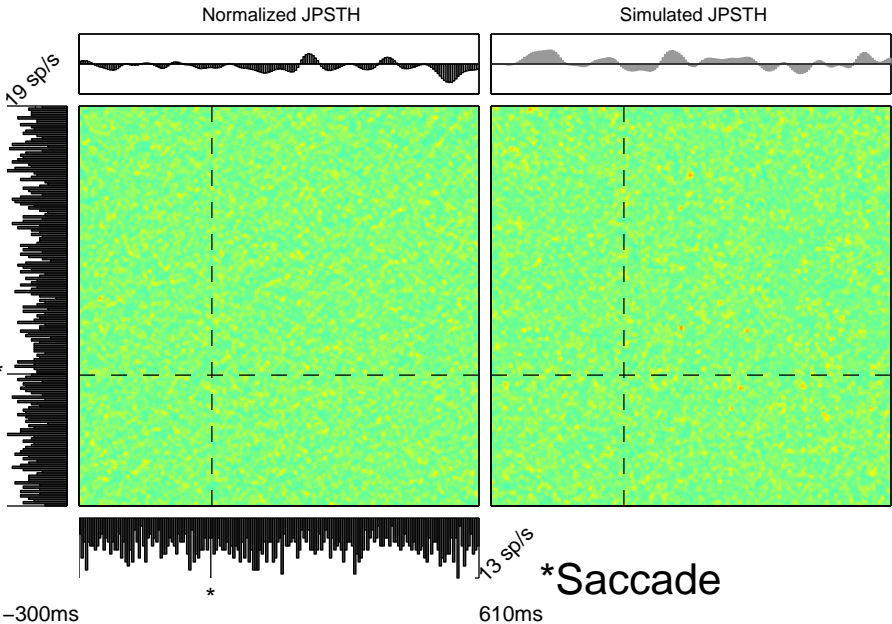 Normalized JPSTH
Simulated JPSTH
19 sp/s
*
13 sp/s
*
*Saccade
−300ms
610ms